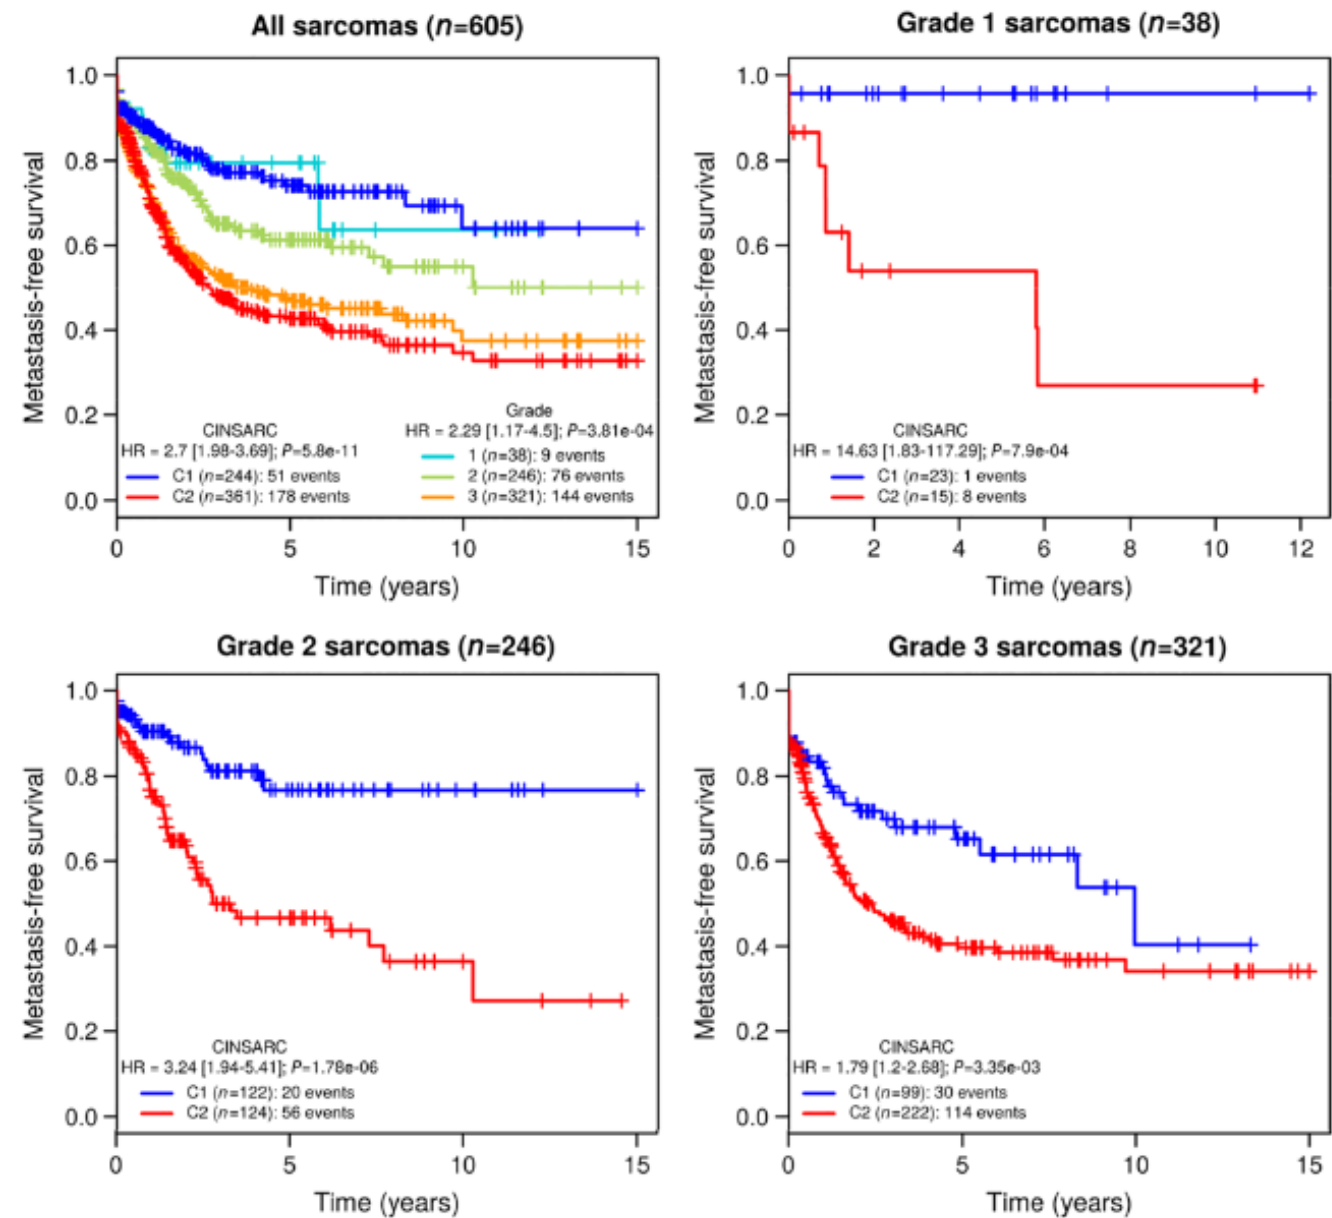 All sarcomas (n=605)
Metastasis-free survival
1.0
0.8
0.6
0.4
0.2
0.0
CINSARC
HR = 2.7 [1.98-3.69]; P=5.8e-11
C1 (n=244): 51 events
C2 (n=361): 178 events
Grade
HR = 2.29 [1.17-4.5]; P=3.81e-04
1 (n=38): 9 events
2 (n=246): 76 events
3 (n=321): 144 events
0 5 10 15
Time (years)
Grade 1 sarcomas (n=38)
Metastasis-free survival
1.0
0.8
0.6
0.4
0.2
0.0
CINSARC
HR = 14.63 [1.83-117.29]; P=7.9e-04
C1 (n=23): 1 events
C2 (n=15): 8 events
0 2 4 6 8 10 12
Time (years)
Grade 2 sarcomas (n=246)
Metastasis-free survival
1.0
0.8
0.6
0.4
0.2
0.0
CINSARC
HR = 3.24 [1.94-5.41]; P=1.78e-06
C1 (n=122): 20 events
C2 (n=124): 56 events
0 5 10 15
Time (years)
Grade 3 sarcomas (n=321)
Metastasis-free survival
1.0
0.8
0.6
0.4
0.2
0.0
CINSARC
HR = 1.79 [1.2-2.68]; P=3.35e-03
C1 (n=99): 30 events
C2 (n=222): 114 events
0 5 10 15
Time (years)